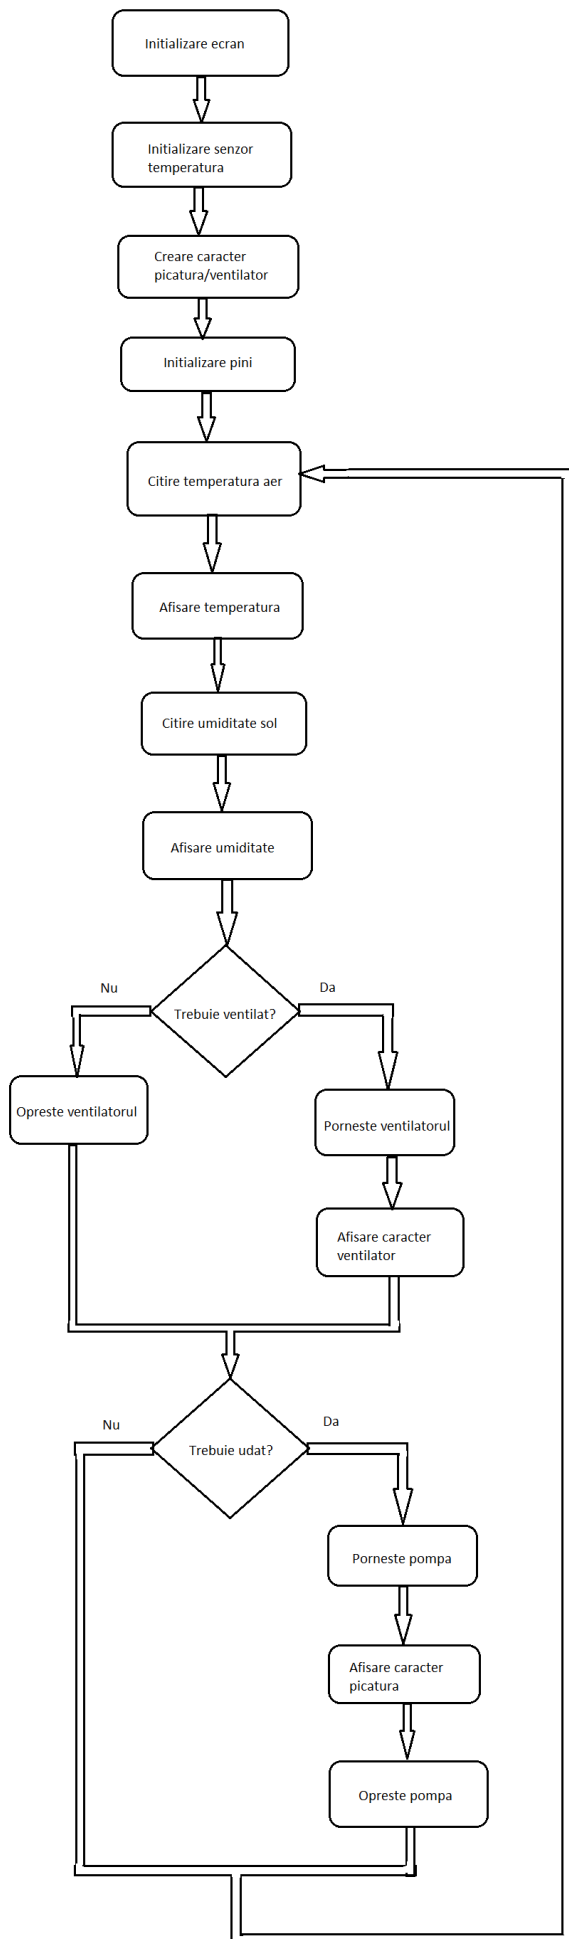 Initializare ecran
Initializare senzor
temperatura
Creare caracter
picatura/ventilator
Initializare pini
Citire temperatura aer
Afisare temperatura
Citire umiditate sol
Afisare umiditate
Nu
Da
Trebuie ventilat?
Opreste ventilatorul
Porneste ventilatorul
Afisare caracter
ventilator
Nu
Da
Trebuie udat?
Porneste pompa
Afisare caracter
picatura
Opreste pompa